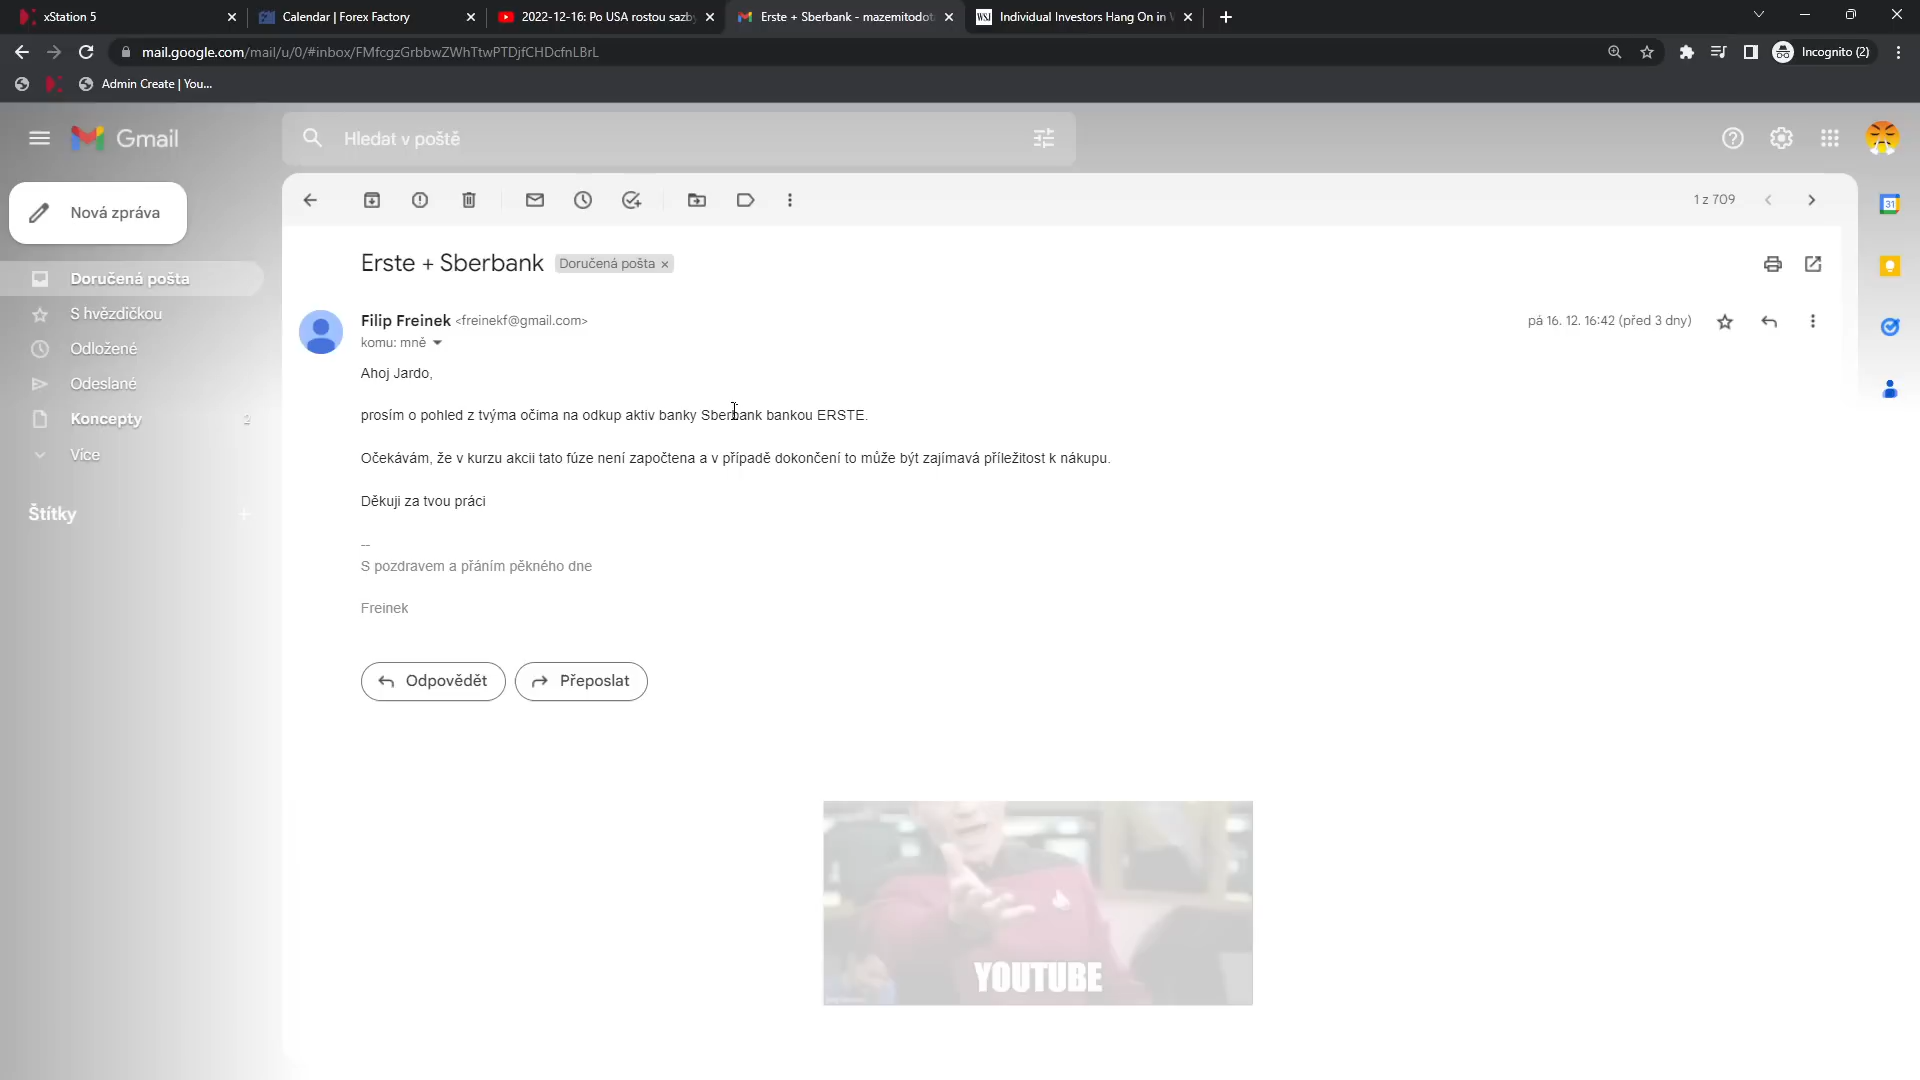 xStation 5
Calendar | Forex Factory
2022-12-16: Po USA rostou sazby
Erste + Sberbank - mazemitodot
Individual Investors Hang On in
mail.google.com/mail/u/0/#inbox/FMfcgzGrbbwZWhTtwPTDjfCHDcfnLBrL
Incognito (2)
Admin Create | You...
Gmail
Hledat v poště
Nová zpráva
1 z 709
Doručená pošta
S hvězdičkou
Odložené
Odeslané
Koncepty
2
Více
Štítky
Erste + Sberbank
Doručená pošta
Filip Freinek <freinekf@gmail.com>
pá 16. 12. 16:42 (před 3 dny)
komu: mně
Ahoj Jardo,
prosím o pohled z tvýma očima na odkup aktiv banky Sberbank bankou ERSTE.
Očekávám, že v kurzu akcii tato fúze není započtena a v případě dokončení to může být zajímavá příležitost k nákupu.
Děkuji za tvou práci
--
S pozdravem a přáním pěkného dne
Freinek
Odpovědět
Přeposlat
YOUTUBE
31
WSJ